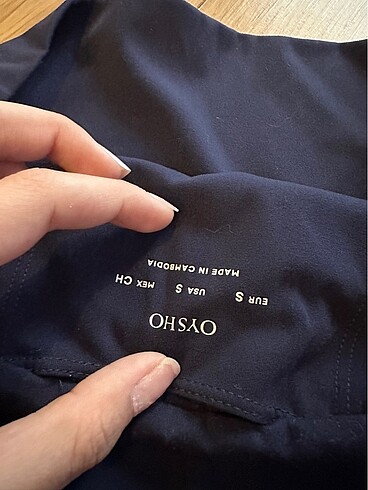 OYSHO
EUR S USA S MEX CH
MADE IN CAMBODIA